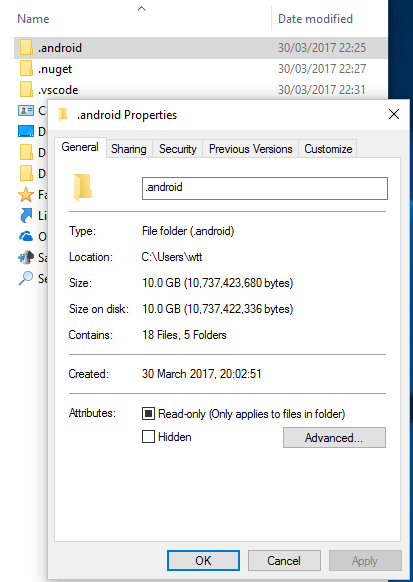 Name Date modified
.android 30/03/2017 22:25
.nuget 30/03/2017 22:27
.vscode 30/03/2017 22:31
.android Properties
General Sharing Security Previous Versions Customize
.android
Type: File folder (.android)
Location: C:\Users\wtt
Size: 10.0 GB (10,737,423,680 bytes)
Size on disk: 10.0 GB (10,737,422,336 bytes)
Contains: 18 Files, 5 Folders
Created: 30 March 2017, 20:02:51
Attributes: Read-only (Only applies to files in folder)
Hidden Advanced...
OK Cancel Apply